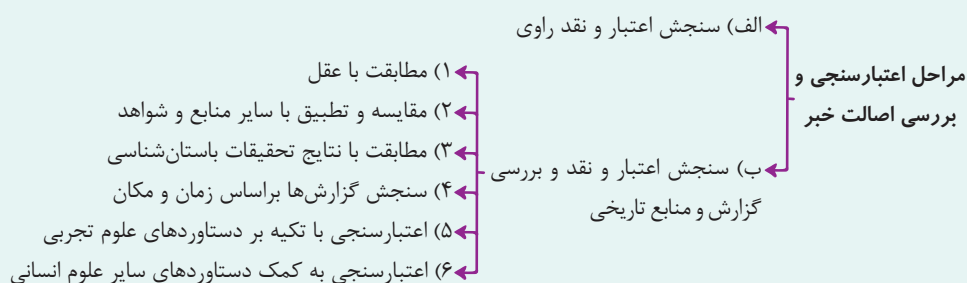 مراحل اعتبارسنجی و
بررسی اصالت خبر
الف) سنجش اعتبار و نقد راوی
ب) سنجش اعتبار و نقد و بررسی
گزارش و منابع تاریخی
۱) مطابقت با عقل
۲) مقایسه و تطبیق با سایر منابع و شواهد
۳) مطابقت با نتایج تحقیقات باستان‌شناسی
۴) سنجش گزارش‌ها براساس زمان و مکان
۵) اعتبارسنجی با تکیه بر دستاوردهای علوم تجربی
۶) اعتبارسنجی به کمک دستاوردهای سایر علوم انسانی